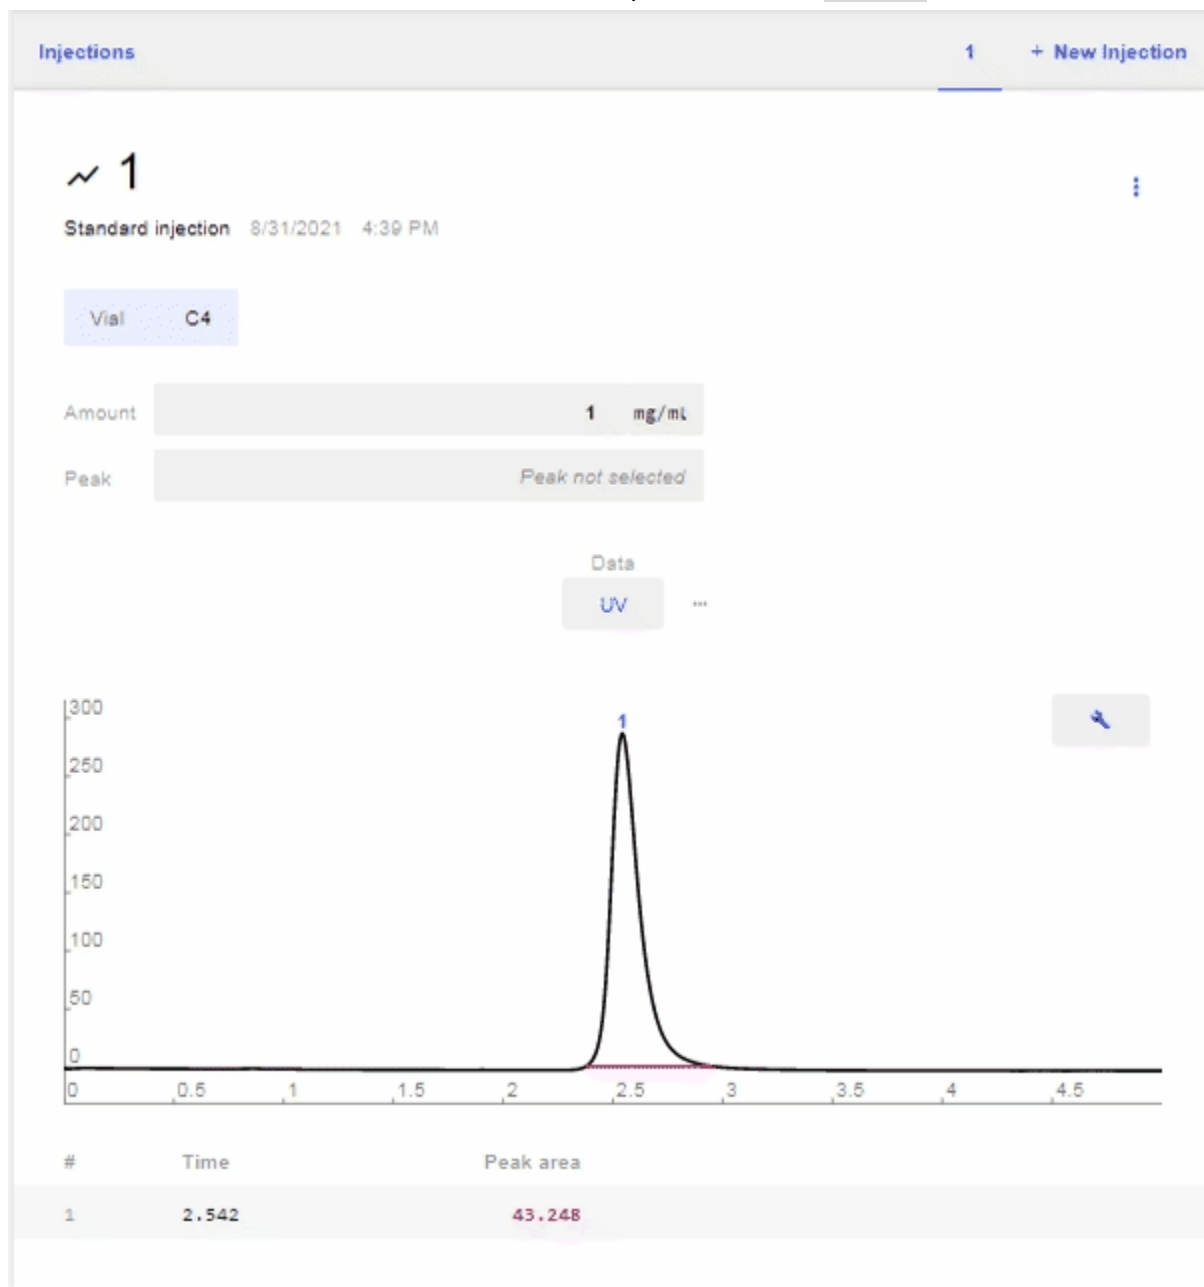 Injections 1 + New Injection
1
Standard injection 8/31/2021 4:39 PM
Vial C4
Amount 1 mg/mL
Peak Peak not selected
Data
UV ...
300
1
250
200
150
100
50
0
0 0.5 1 1.5 2 2.5 3 3.5 4 4.5
# Time Peak area
1 2.542 43.248